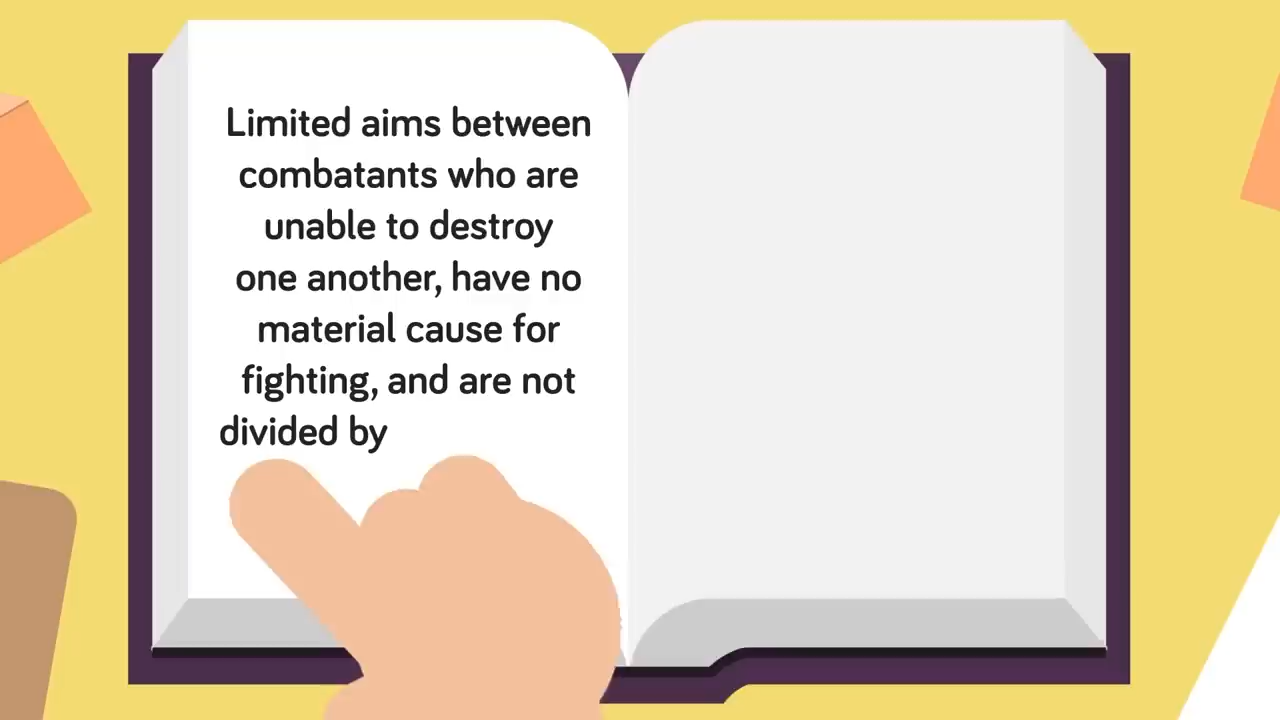 Limited aims between
combatants who are
unable to destroy
one another, have no
material cause for
fighting, and are not
divided by